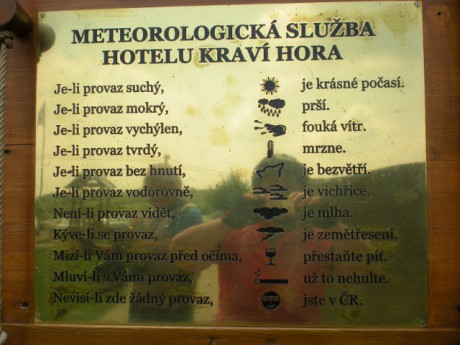 METEOROLOGICKÁ SLUŽBA
HOTELU KRAVÍ HORA
Je-li provaz suchý, je krásné počasí.
Je-li provaz mokrý, prší.
Je-li provaz vychýlen, fouká vítr.
Je-li provaz tvrdý, mrzne.
Je-li provaz bez hnutí, je bezvětří.
Je-li provaz vodorovně, je vichřice.
Není-li provaz vidět, je mlha.
Kýve-li se provaz, je zemětřesení.
Mizí-li Vám provaz před očima, přestaňte pít.
Mluví-li s Vámi provaz, už to nehulte.
Nevisí-li zde žádný provaz, jste v ČR.